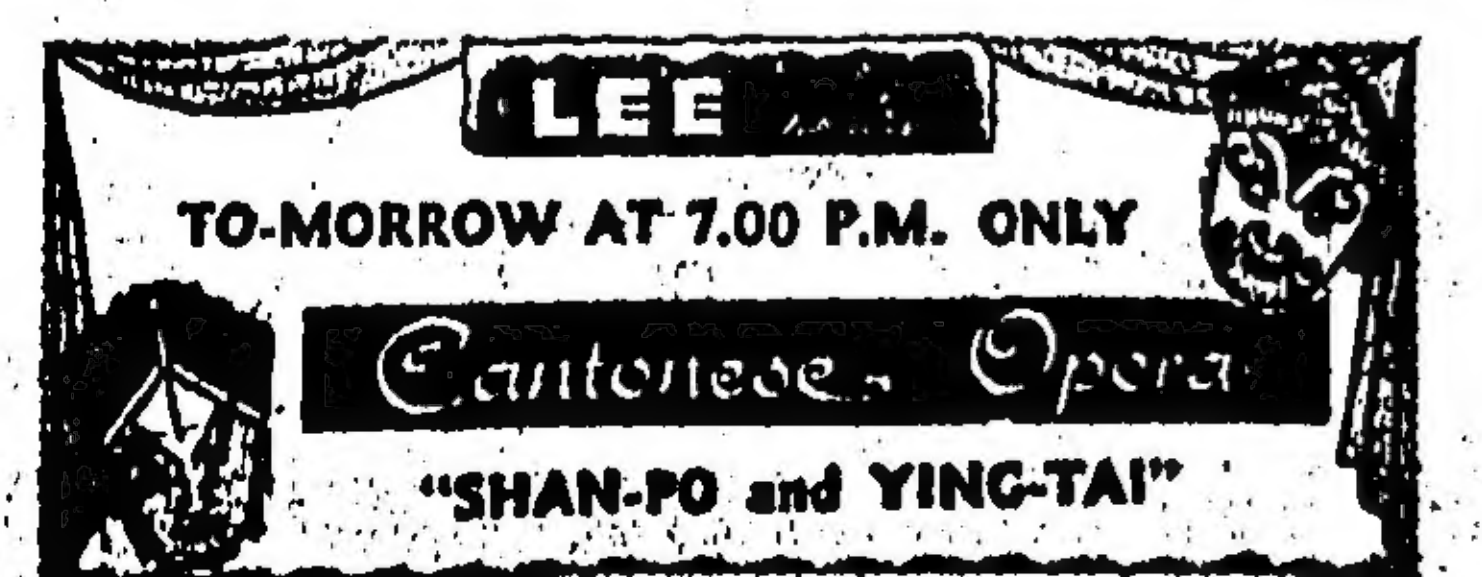 LEE
TO-MORROW AT 7.00 P.M. ONLY
Cantonese Opera
"SHAN-PO and YING-TAI"